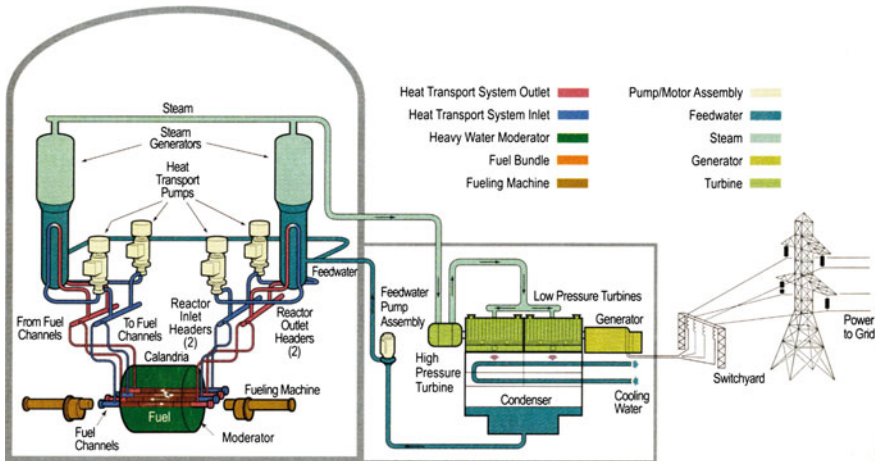 Steam
Steam
Generators
Heat
Transport
Pumps
Heat Transport System Outlet
Heat Transport System Inlet
Heavy Water Moderator
Fuel Bundle
Fueling Machine
Pump/Motor Assembly
Feedwater
Steam
Generator
Turbine
Feedwater
From Fuel
Channels
To Fuel
Channels
Reactor
Inlet
Headers
(2)
Reactor
Outlet
Headers
(2)
Calandria
Fueling Machine
Fuel
Fuel
Channels
Moderator
Feedwater
Pump
Assembly
Low Pressure Turbines
Generator
High
Pressure
Turbine
Condenser
Cooling
Water
Switchyard
Power
to Grid